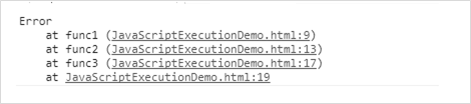 Error
    at func1 (JavaScriptExecutionDemo.html:9)
    at func2 (JavaScriptExecutionDemo.html:13)
    at func3 (JavaScriptExecutionDemo.html:17)
    at JavaScriptExecutionDemo.html:19